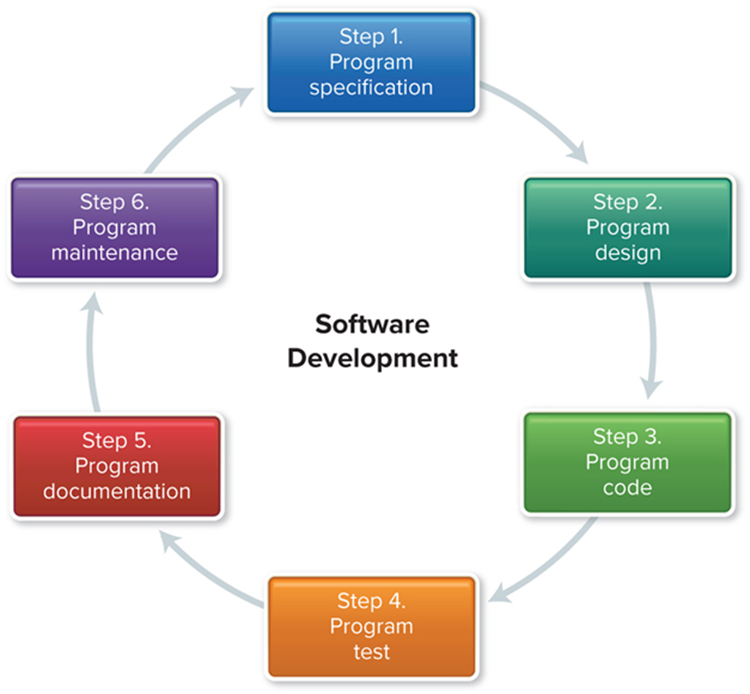 Step 1.
Program
specification
Step 2.
Program
design
Step 3.
Program
code
Step 4.
Program
test
Step 5.
Program
documentation
Step 6.
Program
maintenance
Software
Development